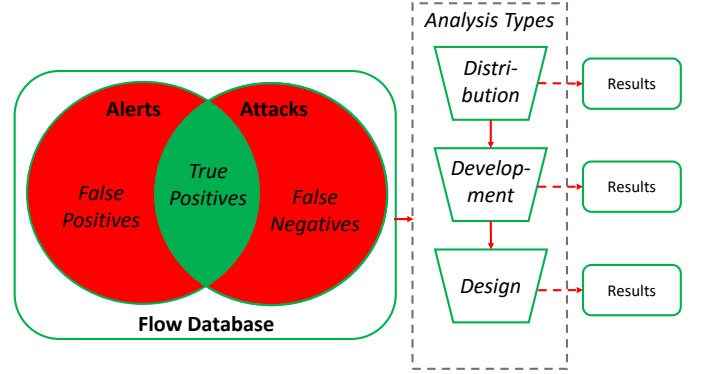 Analysis Types
Alerts
Attacks
False
Positives
True
Positives
False
Negatives
Flow Database
Distri-
bution
Results
Develop-
ment
Results
Design
Results